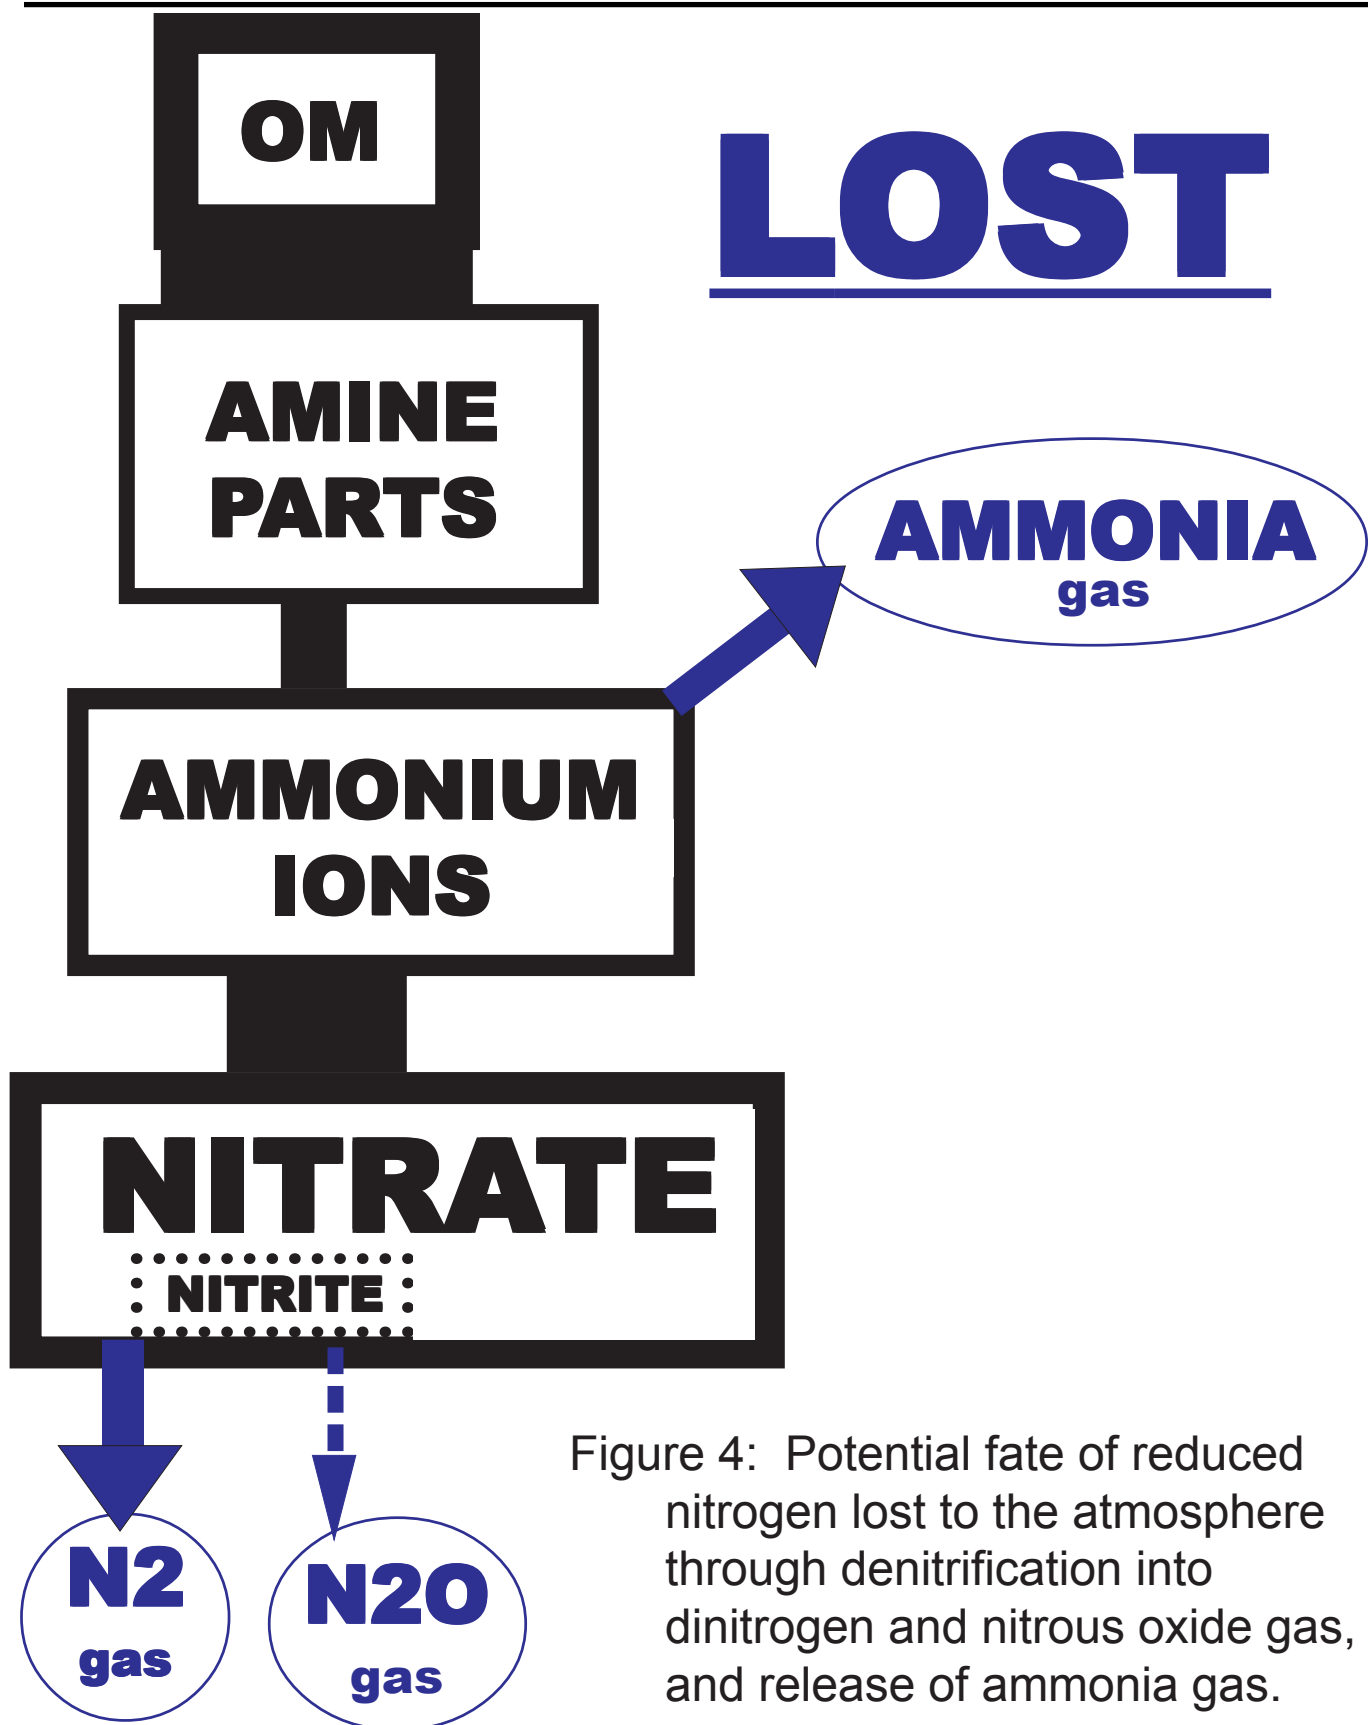 OM
LOST
AMINE
PARTS
AMMONIA
gas
AMMONIUM
IONS
NITRATE
NITRITE
N2
gas
N2O
gas
Figure 4:  Potential fate of reduced
nitrogen lost to the atmosphere
through denitrification into
dinitrogen and nitrous oxide gas,
and release of ammonia gas.